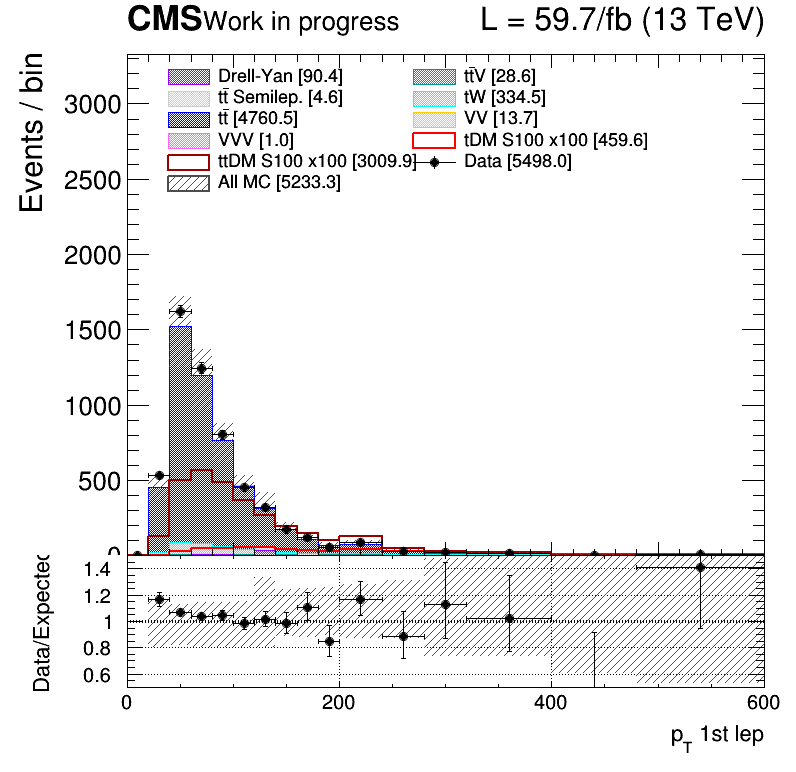 CMS Work in progress L = 59.7/fb (13 TeV)
Events / bin
3000
2500
2000
1500
1000
500
0
Drell-Yan [90.4]
tt̄ Semilep. [4.6]
tt̄ [4760.5]
VVV [1.0]
ttDM S100 x100 [3009.9]
All MC [5233.3]
tt̄V [28.6]
tW [334.5]
VV [13.7]
tDM S100 x100 [459.6]
Data [5498.0]
Data/Expected
1.4
1.2
1
0.8
0.6
0 200 400 600
p_T 1st lep